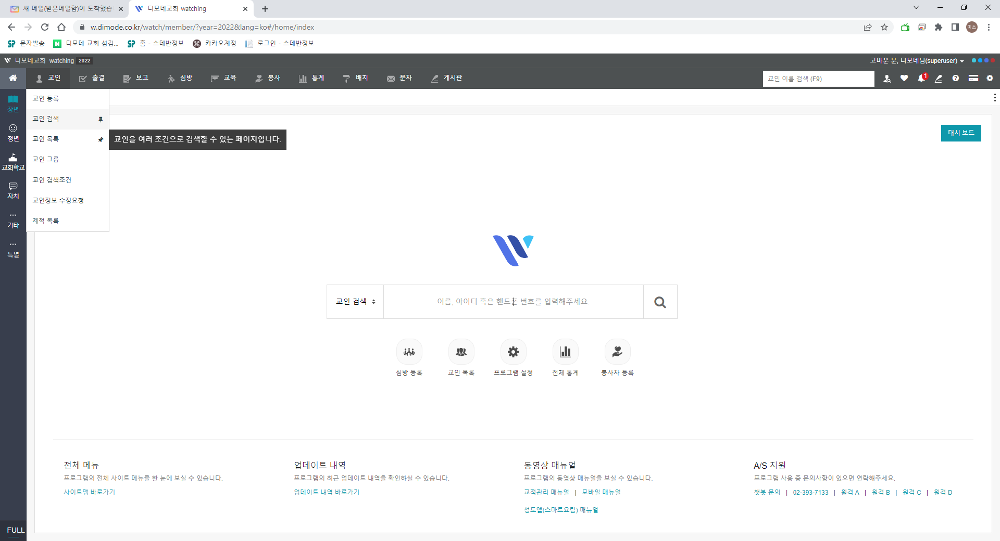 새 메일(받은메일함)이 도착했습
디모데교회 watching
w.dimode.co.kr/watch/member/?year=2022&lang=ko#/home/index
미소
문자발송
디모데 교회 섬김...
홈 - 스데반정보
카카오계정
로그인 - 스데반정보
디모데교회 watching 2022
고마운 분, 디모데님(superuser)
교인
출결
보고
심방
교육
봉사
통계
배치
문자
게시판
교인 이름 검색 (F9)
1
장년
청년
교회학교
자치
기타
특별
FULL
교인 등록
교인 검색
교인 목록
교인 그룹
교인 검색조건
교인정보 수정요청
제적 목록
교인을 여러 조건으로 검색할 수 있는 페이지입니다.
대시 보드
교인 검색
이름, 아이디 혹은 핸드폰 번호를 입력해주세요.
심방 등록
교인 목록
프로그램 설정
전체 통계
봉사자 등록
전체 메뉴
프로그램의 전체 사이트 메뉴를 한 눈에 보실 수 있습니다.
사이트맵 바로가기
업데이트 내역
프로그램의 최근 업데이트 내역을 확인하실 수 있습니다.
업데이트 내역 바로가기
동영상 매뉴얼
프로그램의 동영상 매뉴얼을 보실 수 있습니다.
교적관리 매뉴얼 | 모바일 매뉴얼
성도앱(스마트요람) 매뉴얼
A/S 지원
프로그램 사용 중 문의사항이 있으면 연락해주세요.
챗봇 문의 | 02-393-7133 | 원격 A | 원격 B | 원격 C | 원격 D